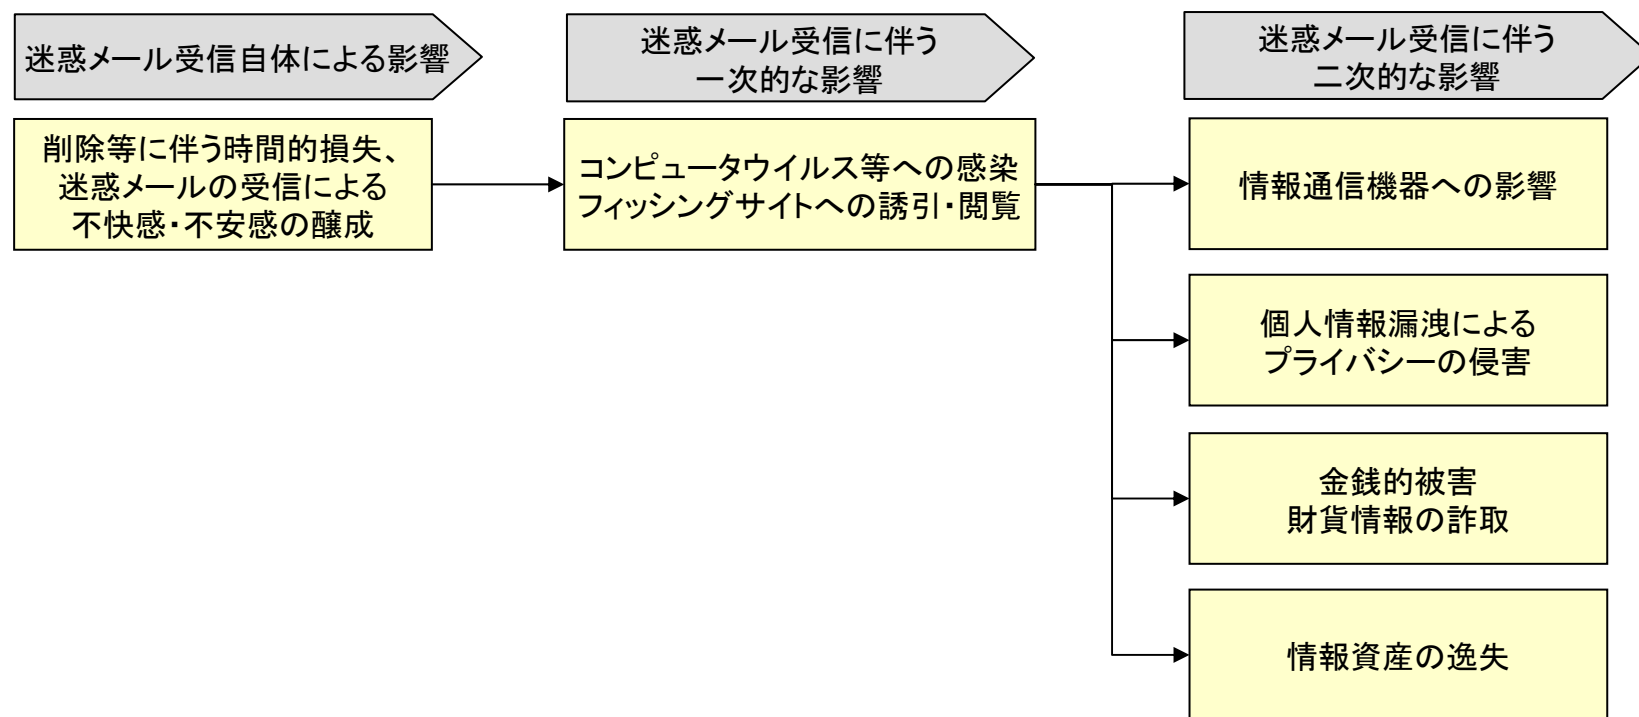 迷惑メール受信自体による影響
迷惑メール受信に伴う
一次的な影響
迷惑メール受信に伴う
二次的な影響
削除等に伴う時間的損失、
迷惑メールの受信による
不快感・不安感の醸成
コンピュータウイルス等への感染
フィッシングサイトへの誘引・閲覧
情報通信機器への影響
個人情報漏洩による
プライバシーの侵害
金銭的被害
財貨情報の詐取
情報資産の逸失